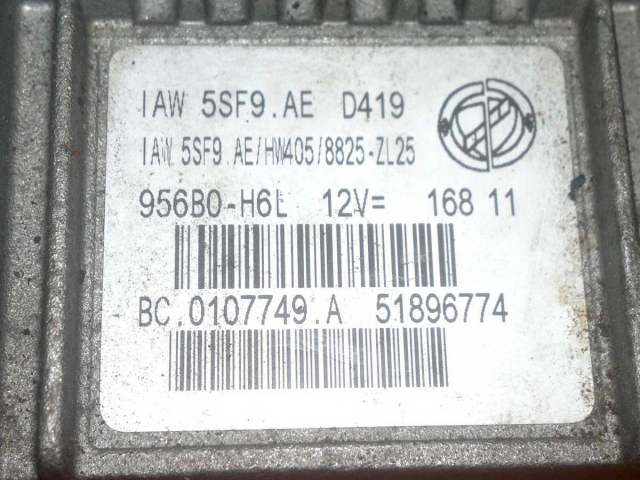 IAW 5SF9.AE D419
IAW 5SF9.AE/HW405/8825-ZL25
956B0-H6L 12V= 168 11
BC.0107749.A 51896774